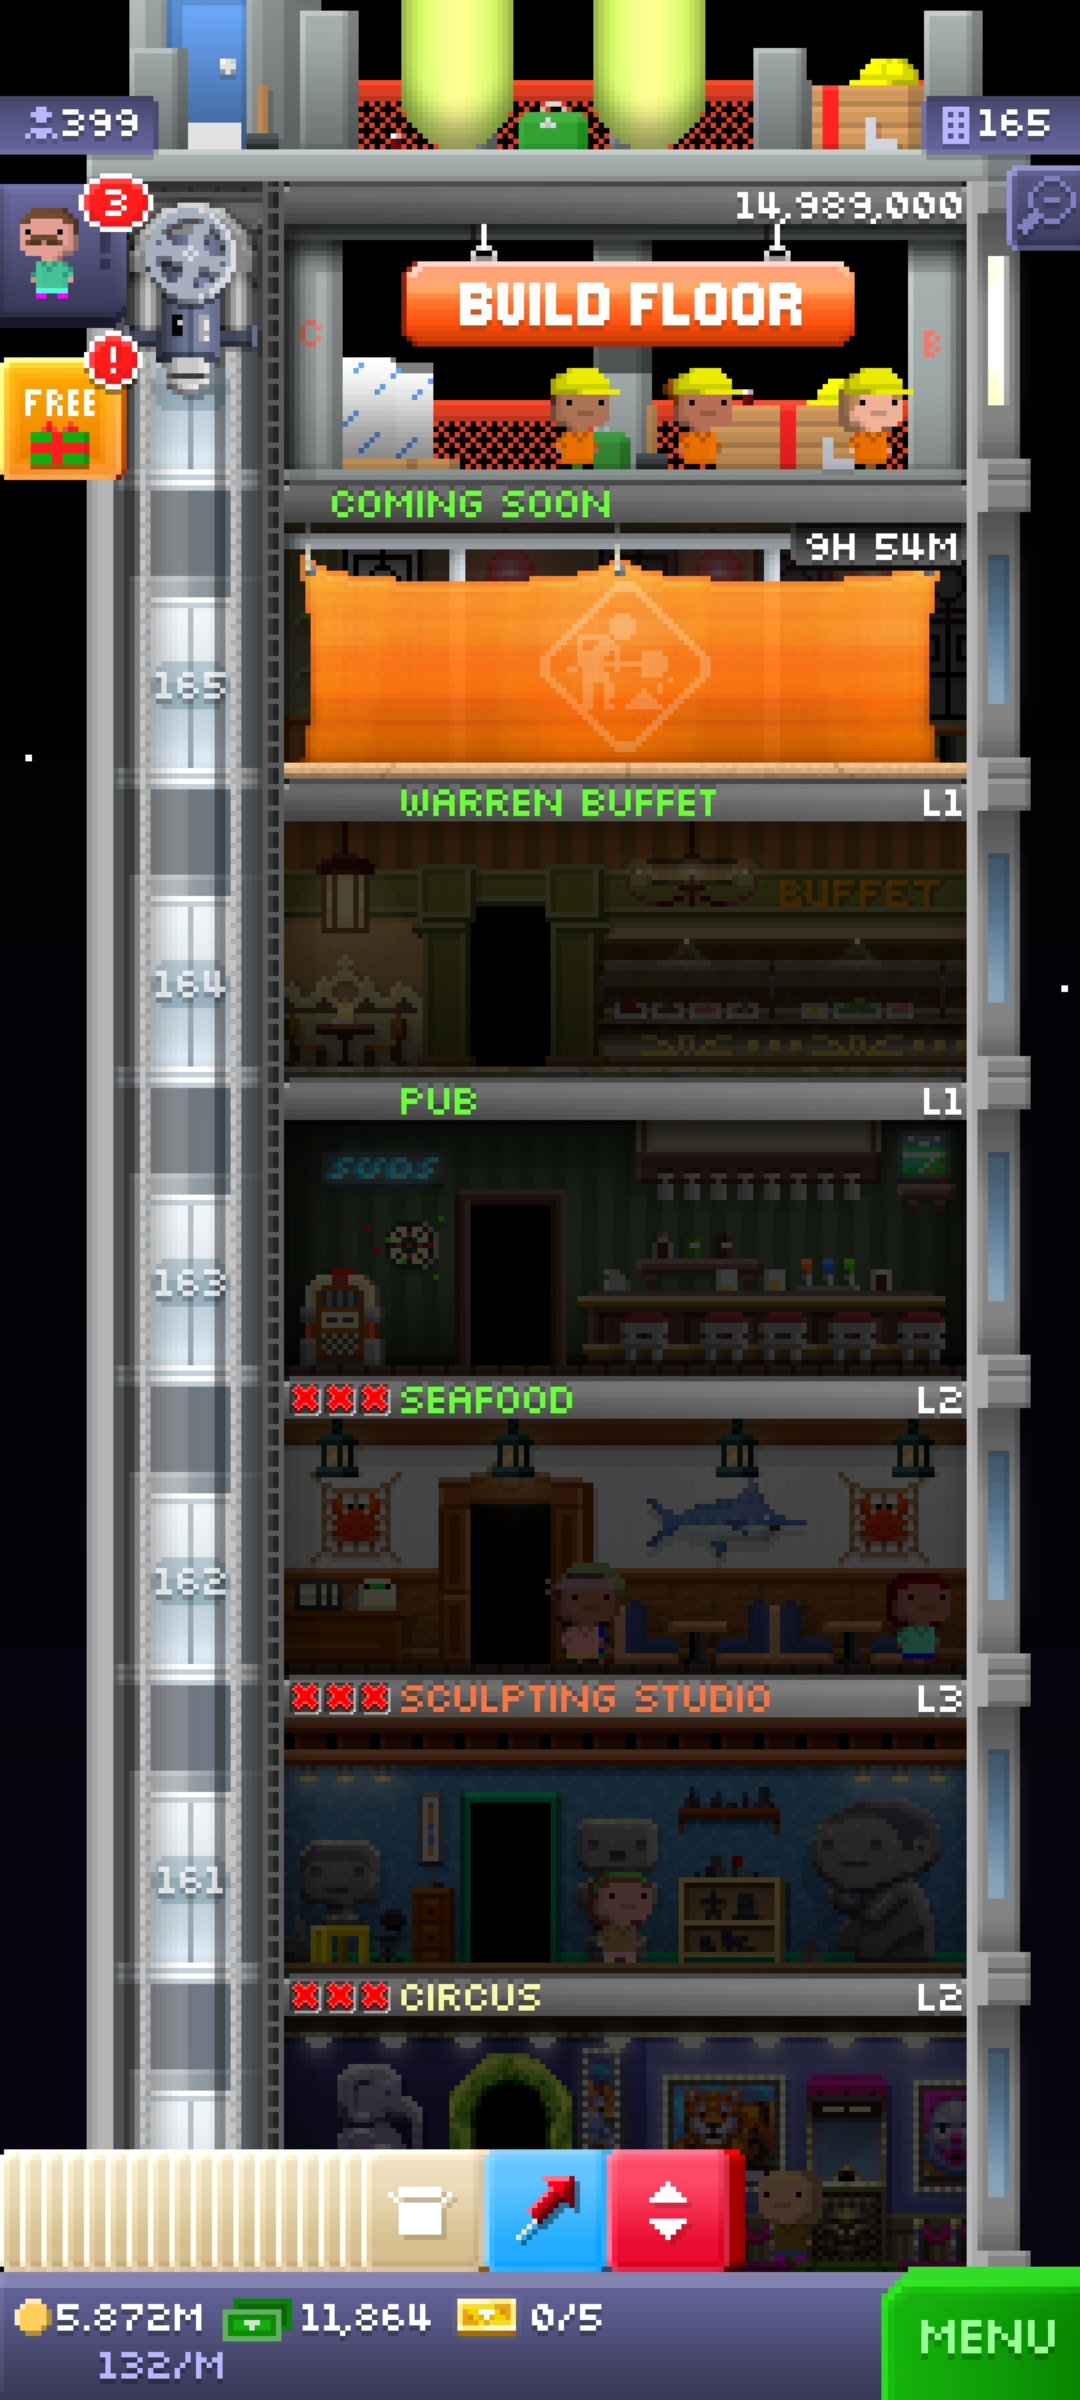 399
165
3
14,989,000
BUILD FLOOR
C
B
!
FREE
COMING SOON
9H 54M
165
WARREN BUFFET L1
BUFFET
164
PUB L1
SUDS
163
SEAFOOD L2
162
SCULPTING STUDIO L3
161
CIRCUS L2
5.872M 11,864 0/5
132/M
MENU